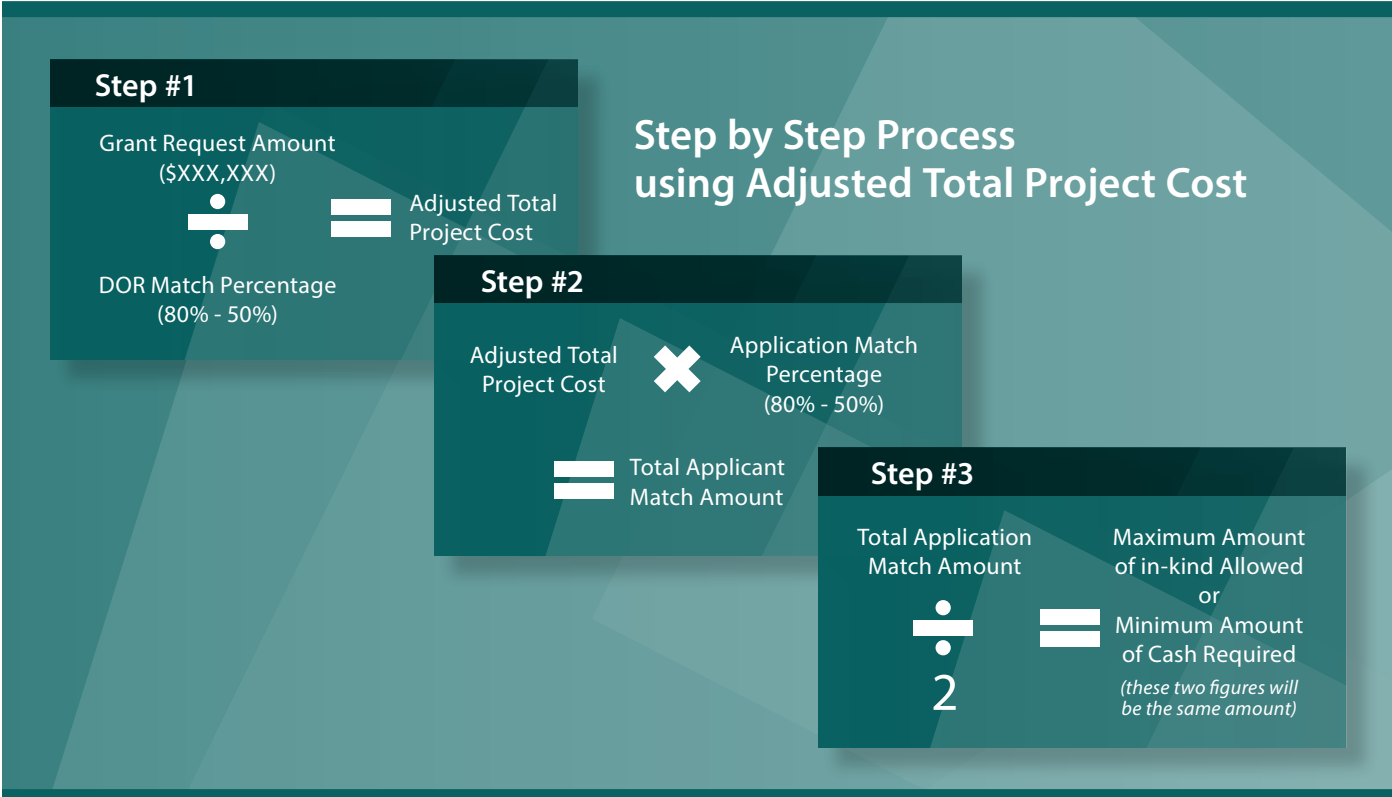 Step by Step Process
using Adjusted Total Project Cost
Step #1
Grant Request Amount
($XXX,XXX)
÷
DOR Match Percentage
(80% - 50%)
=
Adjusted Total
Project Cost
Step #2
Adjusted Total
Project Cost
✖
Application Match
Percentage
(80% - 50%)
=
Total Applicant
Match Amount
Step #3
Total Application
Match Amount
÷
2
=
Maximum Amount
of in-kind Allowed
or
Minimum Amount
of Cash Required
(these two figures will
be the same amount)